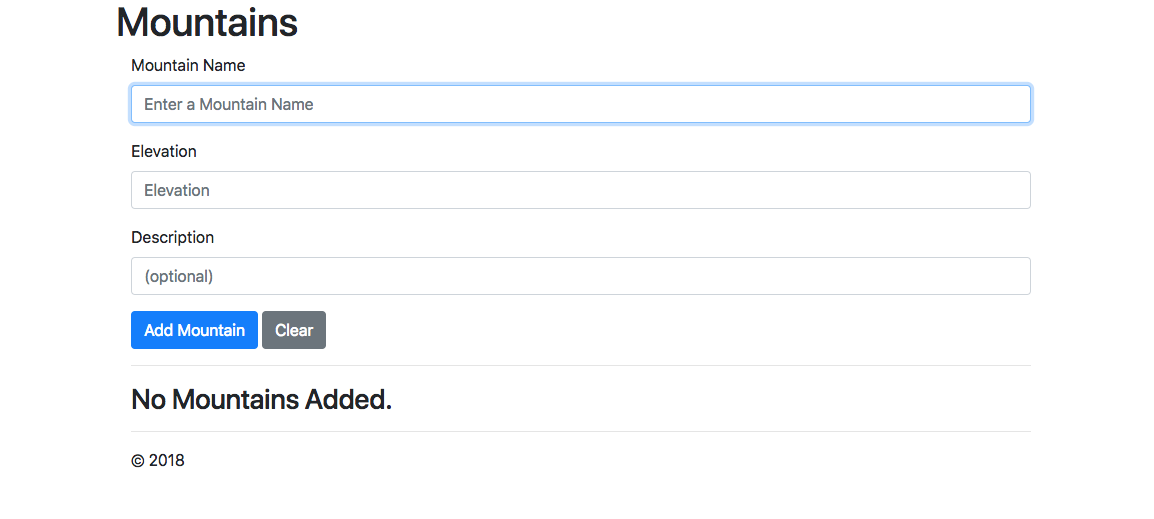 Mountains
Mountain Name
Enter a Mountain Name
Elevation
Elevation
Description
(optional)
Add Mountain Clear
No Mountains Added.
© 2018